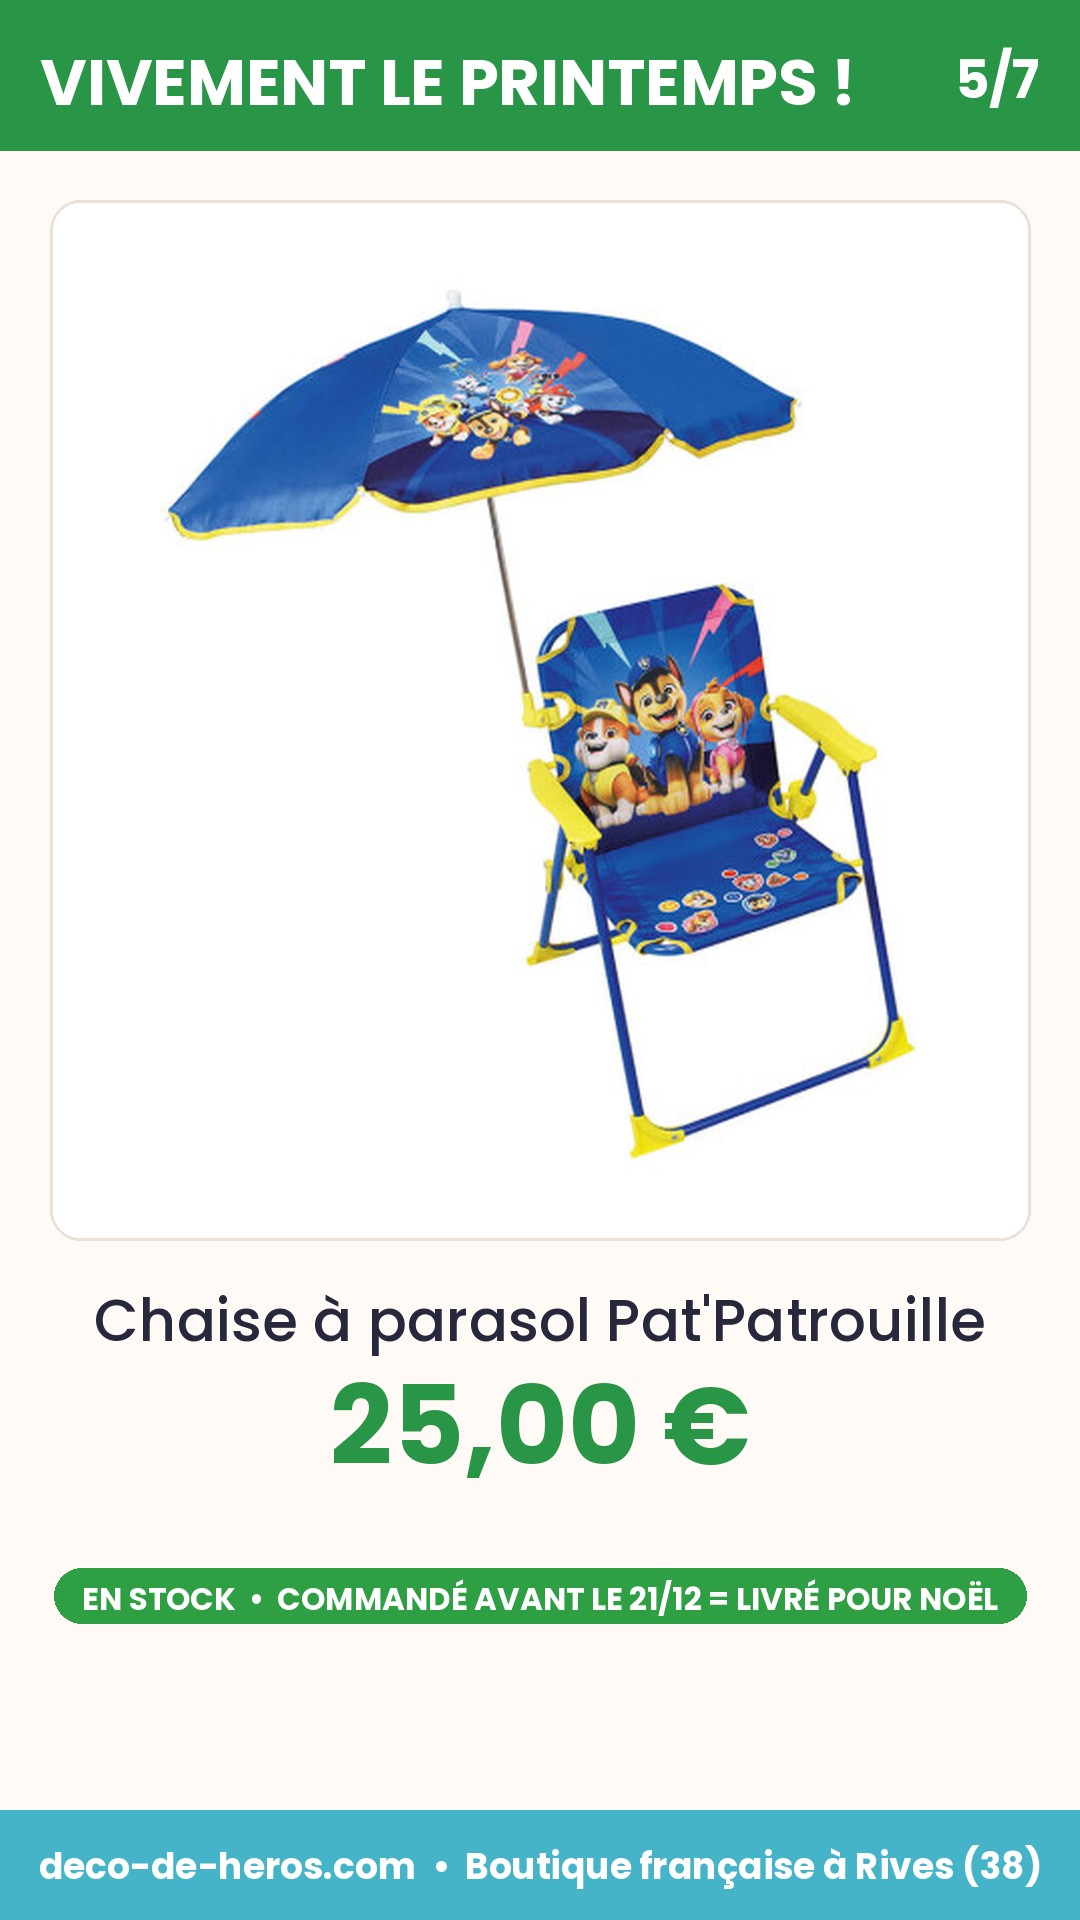 VIVEMENT LE PRINTEMPS !
5/7
Chaise à parasol Pat'Patrouille
25,00 €
EN STOCK • COMMANDÉ AVANT LE 21/12 = LIVRÉ POUR NOËL
deco-de-heros.com • Boutique française à Rives (38)